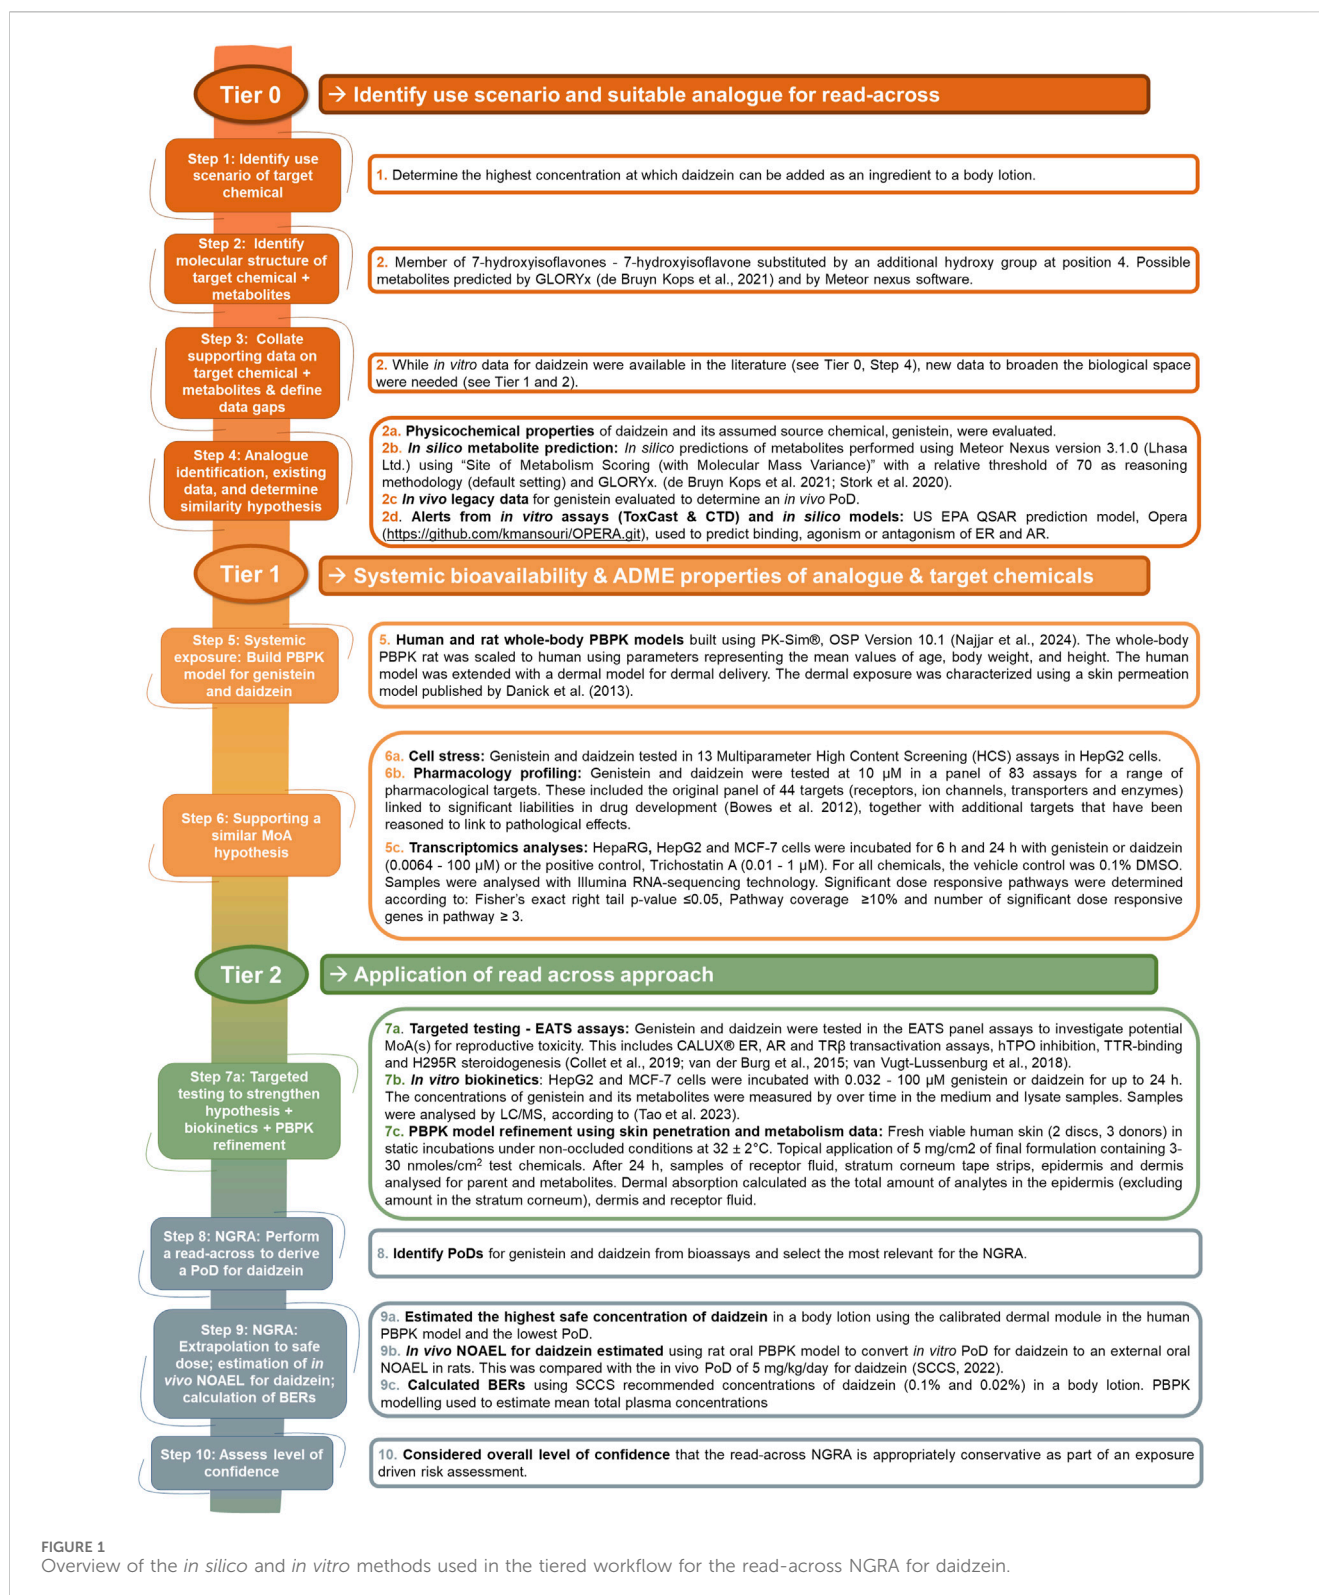 Tier 0
→ Identify use scenario and suitable analogue for read-across
Step 1: Identify use
scenario of target
chemical
1. Determine the highest concentration at which daidzein can be added as an ingredient to a body lotion.
Step 2: Identify
molecular structure of
target chemical +
metabolites
2. Member of 7-hydroxyisoflavones - 7-hydroxyisoflavone substituted by an additional hydroxy group at position 4. Possible
metabolites predicted by GLORYx (de Bruyn Kops et al., 2021) and by Meteor nexus software.
Step 3: Collate
supporting data on
target chemical +
metabolites & define
data gaps
2. While in vitro data for daidzein were available in the literature (see Tier 0, Step 4), new data to broaden the biological space
were needed (see Tier 1 and 2).
Step 4: Analogue
identification, existing
data, and determine
similarity hypothesis
2a. Physicochemical properties of daidzein and its assumed source chemical, genistein, were evaluated.
2b. In silico metabolite prediction: In silico predictions of metabolites performed using Meteor Nexus version 3.1.0 (Lhasa
Ltd.) using “Site of Metabolism Scoring (with Molecular Mass Variance)” with a relative threshold of 70 as reasoning
methodology (default setting) and GLORYx. (de Bruyn Kops et al. 2021; Stork et al. 2020).
2c In vivo legacy data for genistein evaluated to determine an in vivo PoD.
2d. Alerts from in vitro assays (ToxCast & CTD) and in silico models: US EPA QSAR prediction model, Opera
(https://github.com/kmansouri/OPERA.git), used to predict binding, agonism or antagonism of ER and AR.
Tier 1
→ Systemic bioavailability & ADME properties of analogue & target chemicals
Step 5: Systemic
exposure: Build PBPK
model for genistein
and daidzein
5. Human and rat whole-body PBPK models built using PK-Sim®, OSP Version 10.1 (Najjar et al., 2024). The whole-body
PBPK rat was scaled to human using parameters representing the mean values of age, body weight, and height. The human
model was extended with a dermal model for dermal delivery. The dermal exposure was characterized using a skin permeation
model published by Danick et al. (2013).
Step 6: Supporting a
similar MoA
hypothesis
6a. Cell stress: Genistein and daidzein tested in 13 Multiparameter High Content Screening (HCS) assays in HepG2 cells.
6b. Pharmacology profiling: Genistein and daidzein were tested at 10 µM in a panel of 83 assays for a range of
pharmacological targets. These included the original panel of 44 targets (receptors, ion channels, transporters and enzymes)
linked to significant liabilities in drug development (Bowes et al. 2012), together with additional targets that have been
reasoned to link to pathological effects.
5c. Transcriptomics analyses: HepaRG, HepG2 and MCF-7 cells were incubated for 6 h and 24 h with genistein or daidzein
(0.0064 - 100 µM) or the positive control, Trichostatin A (0.01 - 1 µM). For all chemicals, the vehicle control was 0.1% DMSO.
Samples were analysed with Illumina RNA-sequencing technology. Significant dose responsive pathways were determined
according to: Fisher’s exact right tail p-value ≤0.05, Pathway coverage ≥10% and number of significant dose responsive
genes in pathway ≥ 3.
Tier 2
→ Application of read across approach
Step 7a: Targeted
testing to strengthen
hypothesis +
biokinetics + PBPK
refinement
7a. Targeted testing - EATS assays: Genistein and daidzein were tested in the EATS panel assays to investigate potential
MoA(s) for reproductive toxicity. This includes CALUX® ER, AR and TRβ transactivation assays, hTPO inhibition, TTR-binding
and H295R steroidogenesis (Collet et al., 2019; van der Burg et al., 2015; van Vugt-Lussenburg et al., 2018).
7b. In vitro biokinetics: HepG2 and MCF-7 cells were incubated with 0.032 - 100 µM genistein or daidzein for up to 24 h.
The concentrations of genistein and its metabolites were measured by over time in the medium and lysate samples. Samples
were analysed by LC/MS, according to (Tao et al. 2023).
7c. PBPK model refinement using skin penetration and metabolism data: Fresh viable human skin (2 discs, 3 donors) in
static incubations under non-occluded conditions at 32 ± 2°C. Topical application of 5 mg/cm2 of final formulation containing 3-
30 nmoles/cm² test chemicals. After 24 h, samples of receptor fluid, stratum corneum tape strips, epidermis and dermis
analysed for parent and metabolites. Dermal absorption calculated as the total amount of analytes in the epidermis (excluding
amount in the stratum corneum), dermis and receptor fluid.
Step 8: NGRA: Perform
a read-across to derive
a PoD for daidzein
8. Identify PoDs for genistein and daidzein from bioassays and select the most relevant for the NGRA.
Step 9: NGRA:
Extrapolation to safe
dose; estimation of in
vivo NOAEL for daidzein;
calculation of BERs
9a. Estimated the highest safe concentration of daidzein in a body lotion using the calibrated dermal module in the human
PBPK model and the lowest PoD.
9b. In vivo NOAEL for daidzein estimated using rat oral PBPK model to convert in vitro PoD for daidzein to an external oral
NOAEL in rats. This was compared with the in vivo PoD of 5 mg/kg/day for daidzein (SCCS, 2022).
9c. Calculated BERs using SCCS recommended concentrations of daidzein (0.1% and 0.02%) in a body lotion. PBPK
modelling used to estimate mean total plasma concentrations
Step 10: Assess level of
confidence
10. Considered overall level of confidence that the read-across NGRA is appropriately conservative as part of an exposure
driven risk assessment.
FIGURE 1
Overview of the in silico and in vitro methods used in the tiered workflow for the read-across NGRA for daidzein.